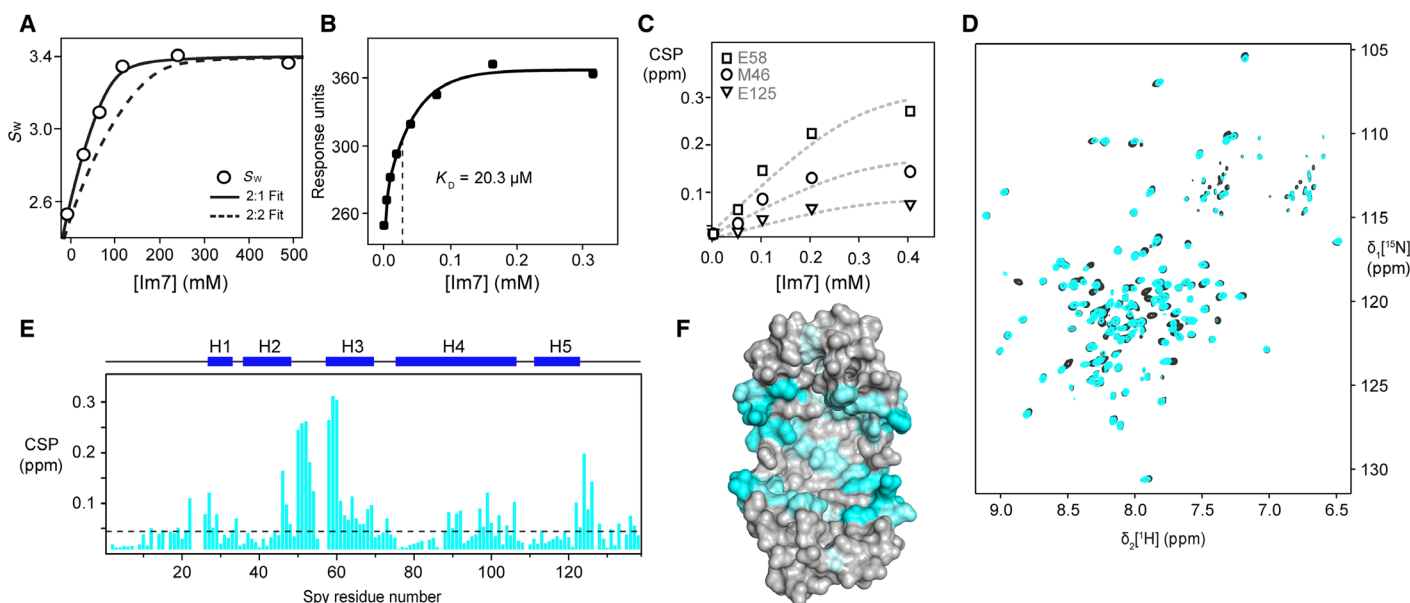 A
S_W
3.4
3.0
2.6
S_W
2:1 Fit
2:2 Fit
0 100 200 300 400 500
[Im7] (mM)
B
Response units
360
300
260
K_D = 20.3 µM
0.0 0.1 0.2 0.3
[Im7] (mM)
C
CSP
(ppm)
0.3
0.2
0.1
E58
M46
E125
0.0 0.1 0.2 0.3 0.4
[Im7] (mM)
D
105
110
115
δ₁[¹⁵N]
(ppm)
120
125
130
9.0 8.5 8.0 7.5 7.0 6.5
δ₂[¹H] (ppm)
E
H1 H2 H3 H4 H5
CSP
(ppm)
0.3
0.2
0.1
20 40 60 80 100 120
Spy residue number
F